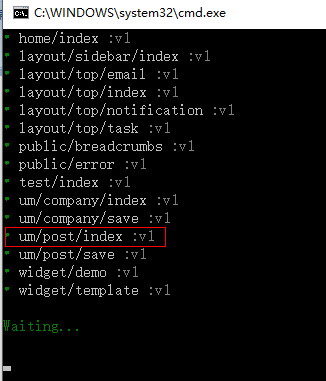 C:\WINDOWS\system32\cmd.exe
* home/index :v1
* layout/sidebar/index :v1
* layout/top/email :v1
* layout/top/index :v1
* layout/top/notification :v1
* layout/top/task :v1
* public/breadcrumbs :v1
* public/error :v1
* test/index :v1
* um/company/index :v1
* um/company/save :v1
* um/post/index :v1
* um/post/save :v1
* widget/demo :v1
* widget/template :v1
Waiting...